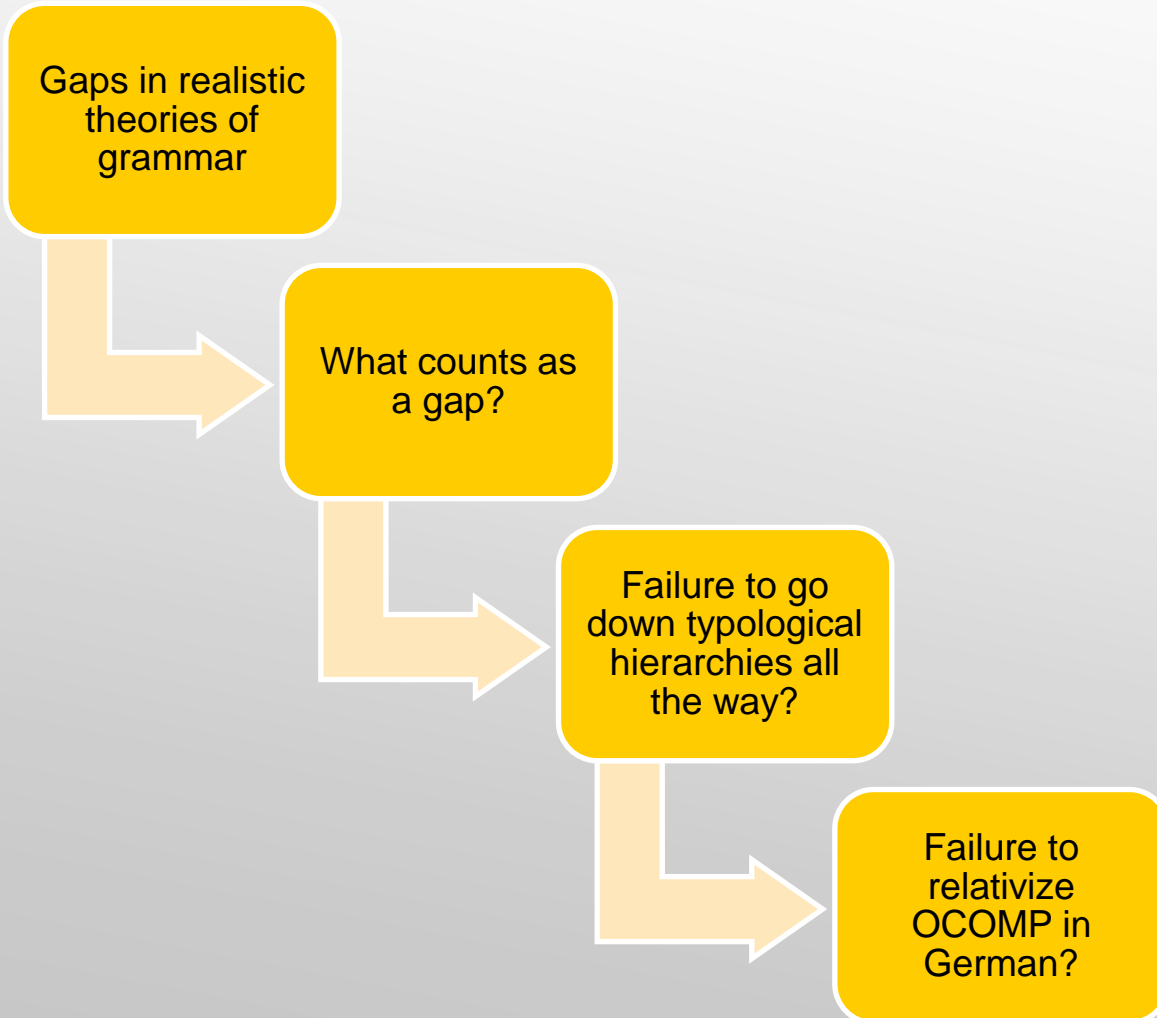 Gaps in realistic
theories of
grammar
What counts as
a gap?
Failure to go
down typological
hierarchies all
the way?
Failure to
relativize
OCOMP in
German?